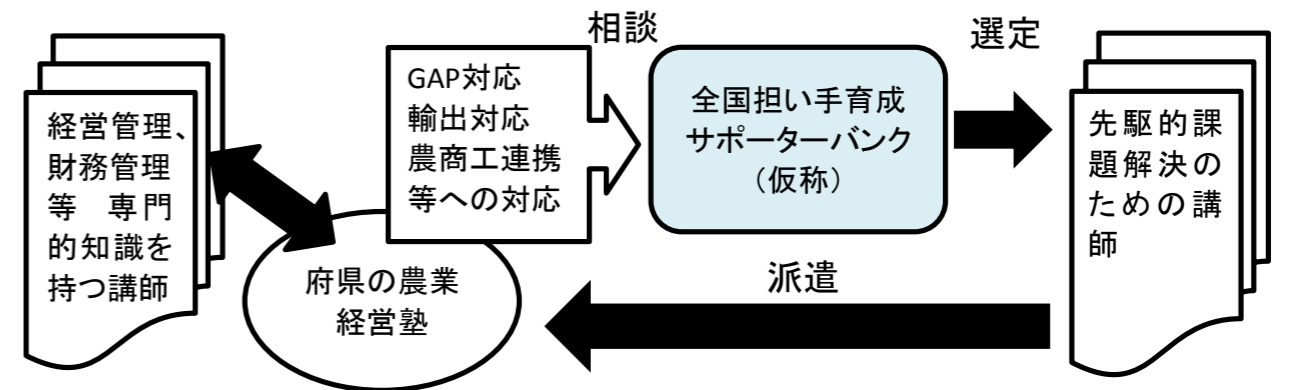 経営管理、
財務管理
等 専門
的知識を
持つ講師
府県の農業
経営塾
GAP対応
輸出対応
農商工連携
等への対応
相談
全国担い手育成
サポーターバンク
（仮称）
選定
先駆的課
題解決の
ための講
師
派遣